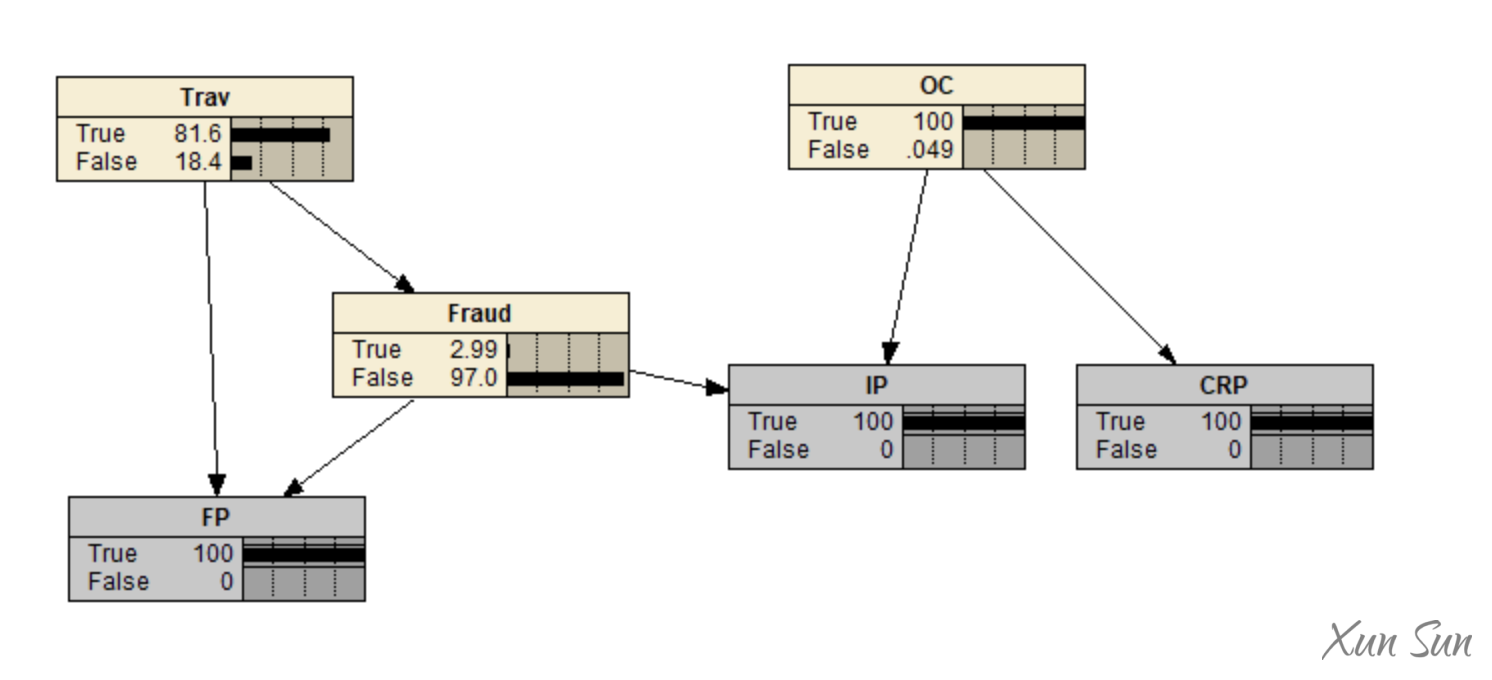 Trav
True 81.6
False 18.4
OC
True 100
False .049
Fraud
True 2.99
False 97.0
IP
True 100
False 0
CRP
True 100
False 0
FP
True 100
False 0
Xun Sun